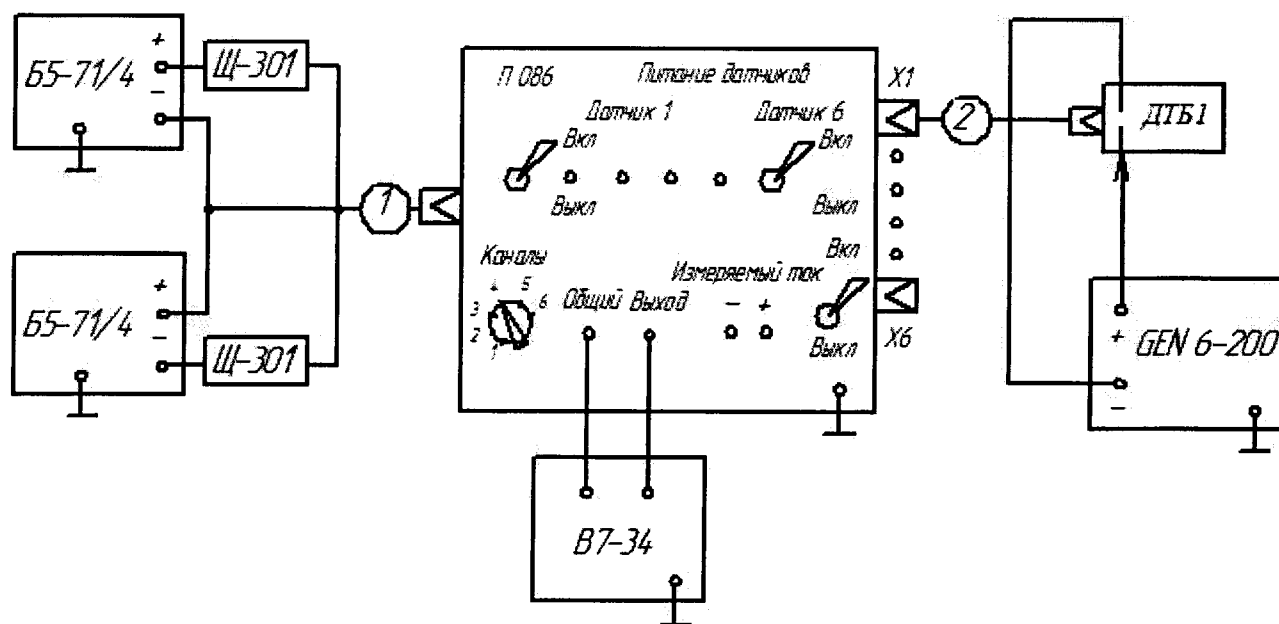 +
Б5-71/4
–
Щ-301
П 086
Питание датчиков
Х1
Датчик 1
Датчик 6
Вкл
Вкл
2
ДТБ1
Выкл
Выкл
1
+
Б5-71/4
–
Щ-301
Каналы
4 5
3 6
2
1
Общий
Выход
Измеряемый ток
– +
Вкл
Выкл
Х6
+
GEN 6-200
–
В7-34